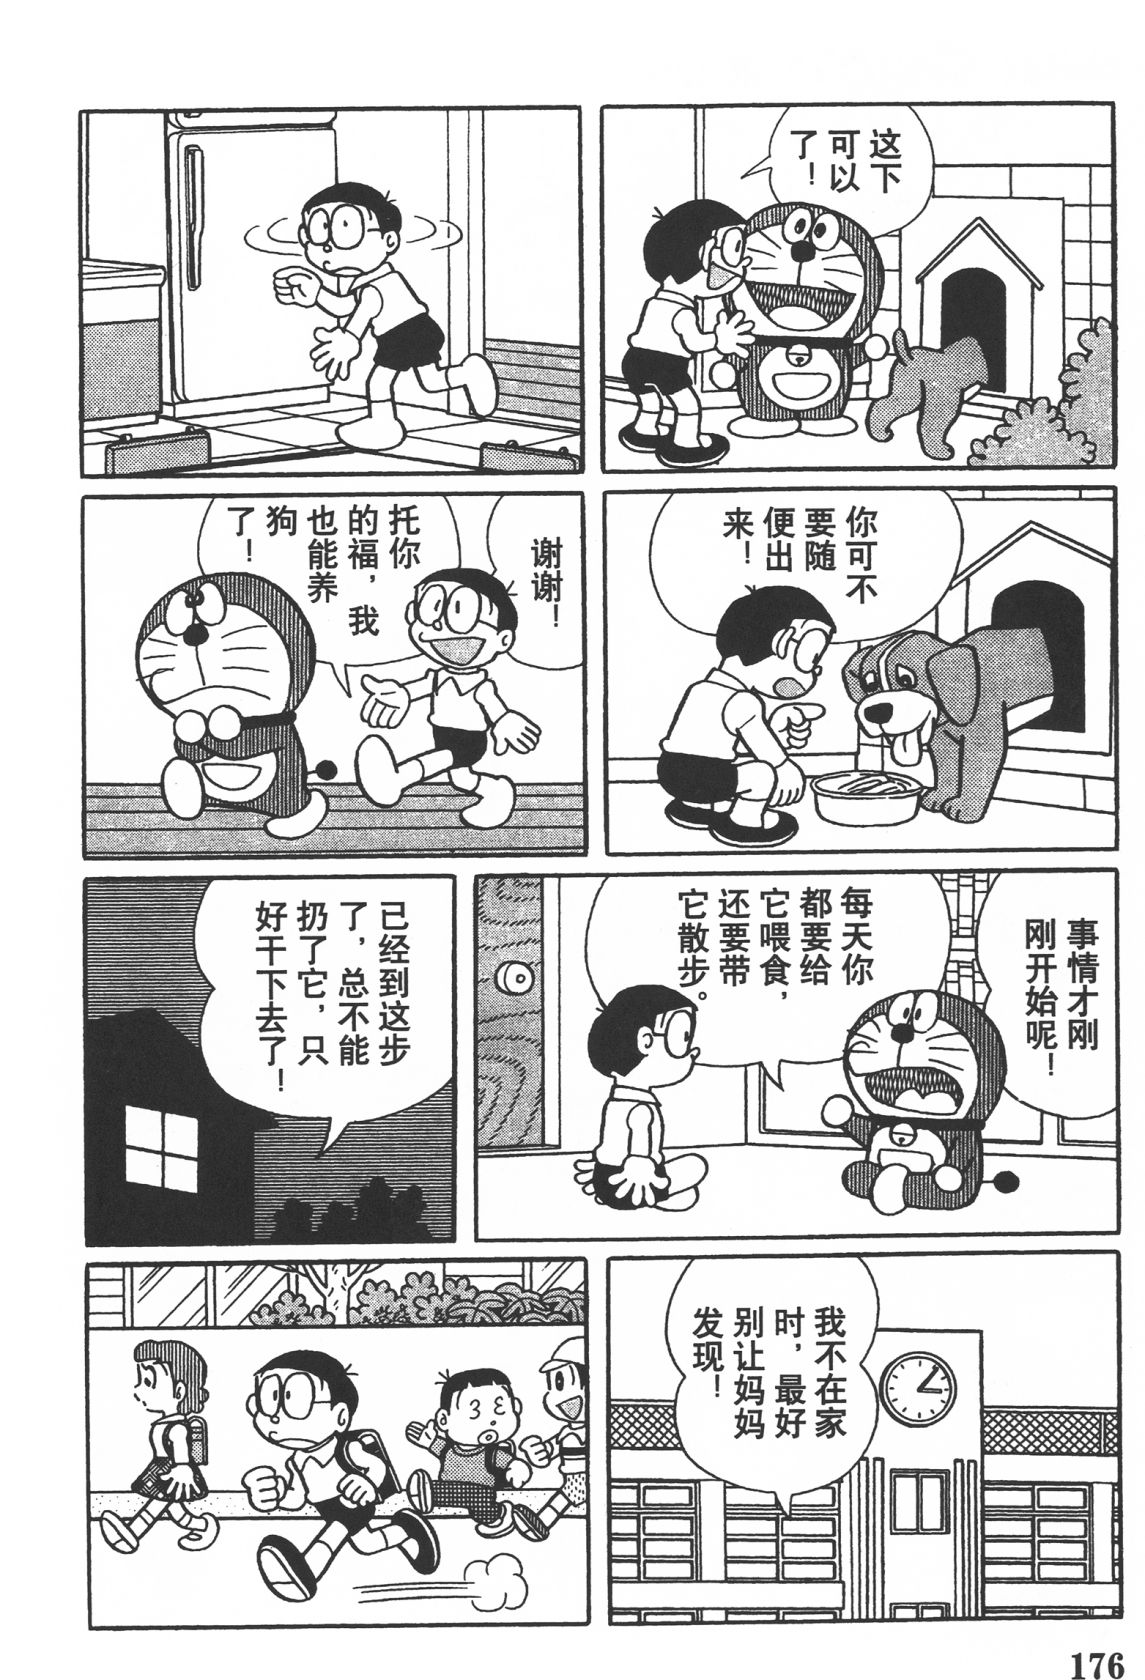 这下
可以
了！
你可不
要随
便出
来！
谢谢！
托你
的福，我
也能养
狗
了！
事情才刚
刚开始呢！
每天你
都要给
它喂食，
还要带
它散步。
已经到这步
了，总不能
扔了它，只
好干下去了！
我不在家
时，最好
别让妈妈
发现！
176